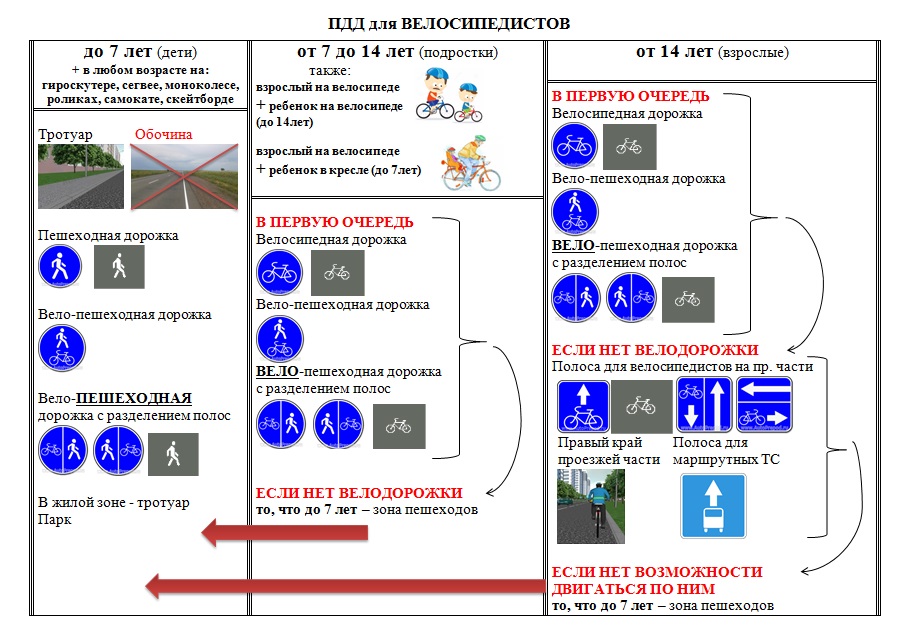 ПДД для ВЕЛОСИПЕДИСТОВ
до 7 лет (дети)
+ в любом возрасте на:
гироскутере, сегвее, моноколесе,
роликах, самокате, скейтборде
Тротуар
Обочина
Пешеходная дорожка
Вело-пешеходная дорожка
Вело-ПЕШЕХОДНАЯ
дорожка с разделением полос
В жилой зоне - тротуар
Парк
от 7 до 14 лет (подростки)
также:
взрослый на велосипеде
+ ребенок на велосипеде
(до 14лет)
взрослый на велосипеде
+ ребенок в кресле (до 7лет)
В ПЕРВУЮ ОЧЕРЕДЬ
Велосипедная дорожка
Вело-пешеходная дорожка
ВЕЛО-пешеходная дорожка
с разделением полос
ЕСЛИ НЕТ ВЕЛОДОРОЖКИ
то, что до 7 лет – зона пешеходов
от 14 лет (взрослые)
В ПЕРВУЮ ОЧЕРЕДЬ
Велосипедная дорожка
Вело-пешеходная дорожка
ВЕЛО-пешеходная дорожка
с разделением полос
ЕСЛИ НЕТ ВЕЛОДОРОЖКИ
Полоса для велосипедистов на пр. части
Правый край
проезжей части
Полоса для
маршрутных ТС
ЕСЛИ НЕТ ВОЗМОЖНОСТИ
ДВИГАТЬСЯ ПО НИМ
то, что до 7 лет – зона пешеходов